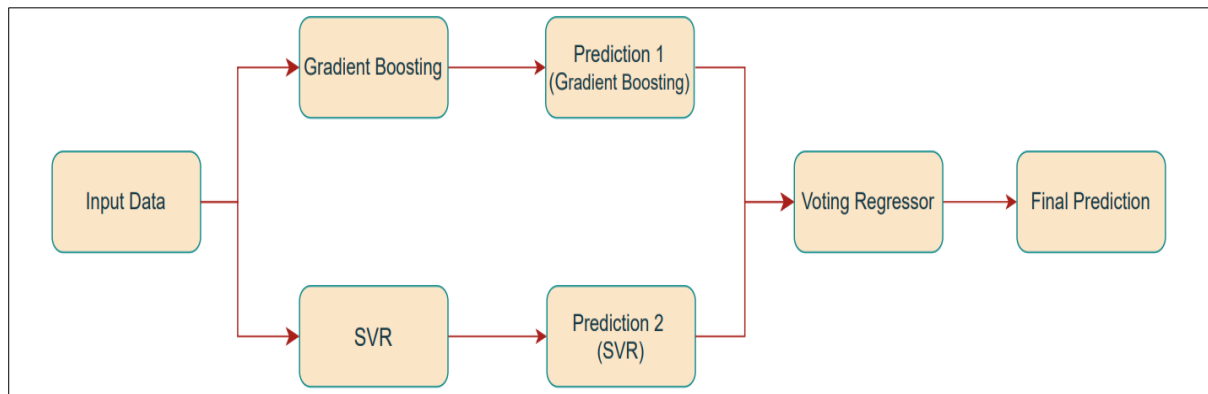 Input Data
Gradient Boosting
Prediction 1
(Gradient Boosting)
SVR
Prediction 2
(SVR)
Voting Regressor
Final Prediction